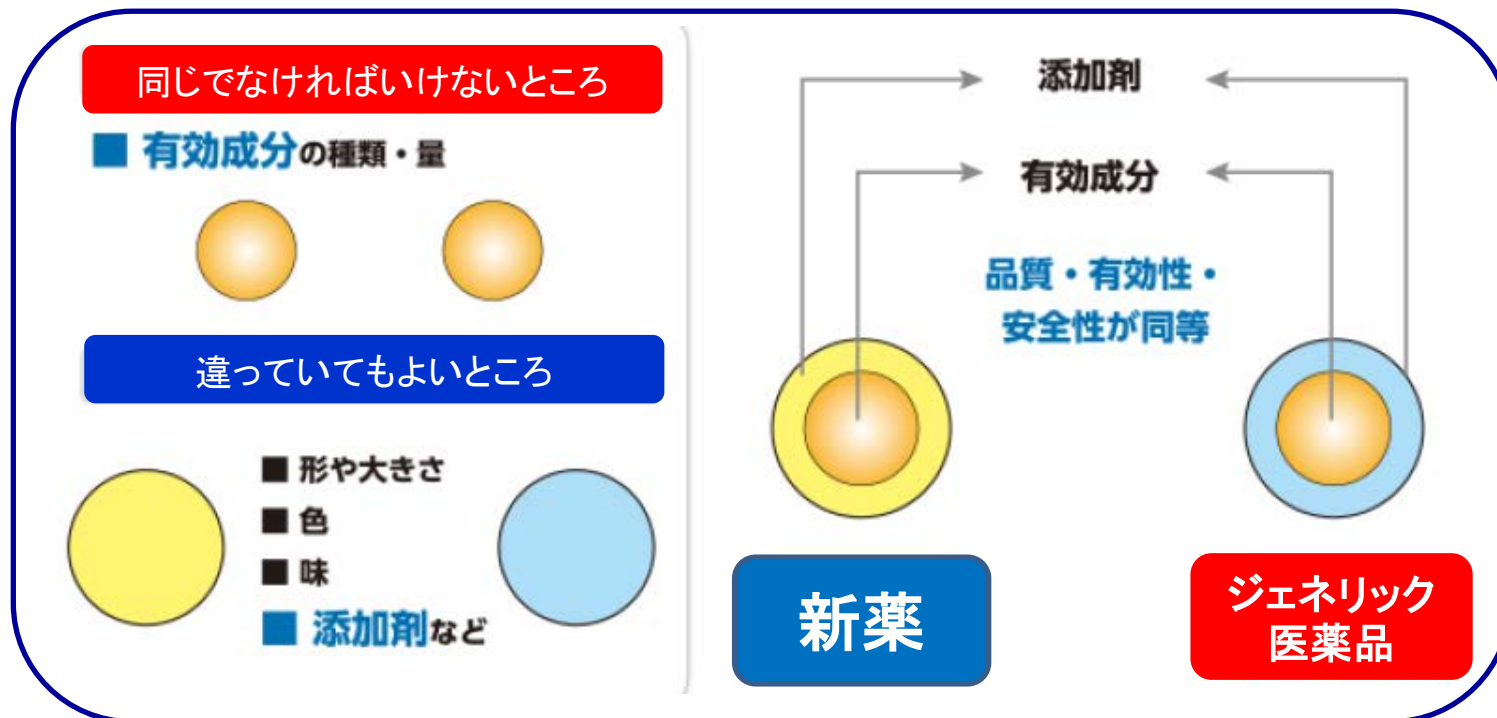 同じでなければいけないところ
■ 有効成分の種類・量
違っていてもよいところ
■ 形や大きさ
■ 色
■ 味
■ 添加剤など
添加剤
有効成分
品質・有効性・
安全性が同等
新薬
ジェネリック
医薬品